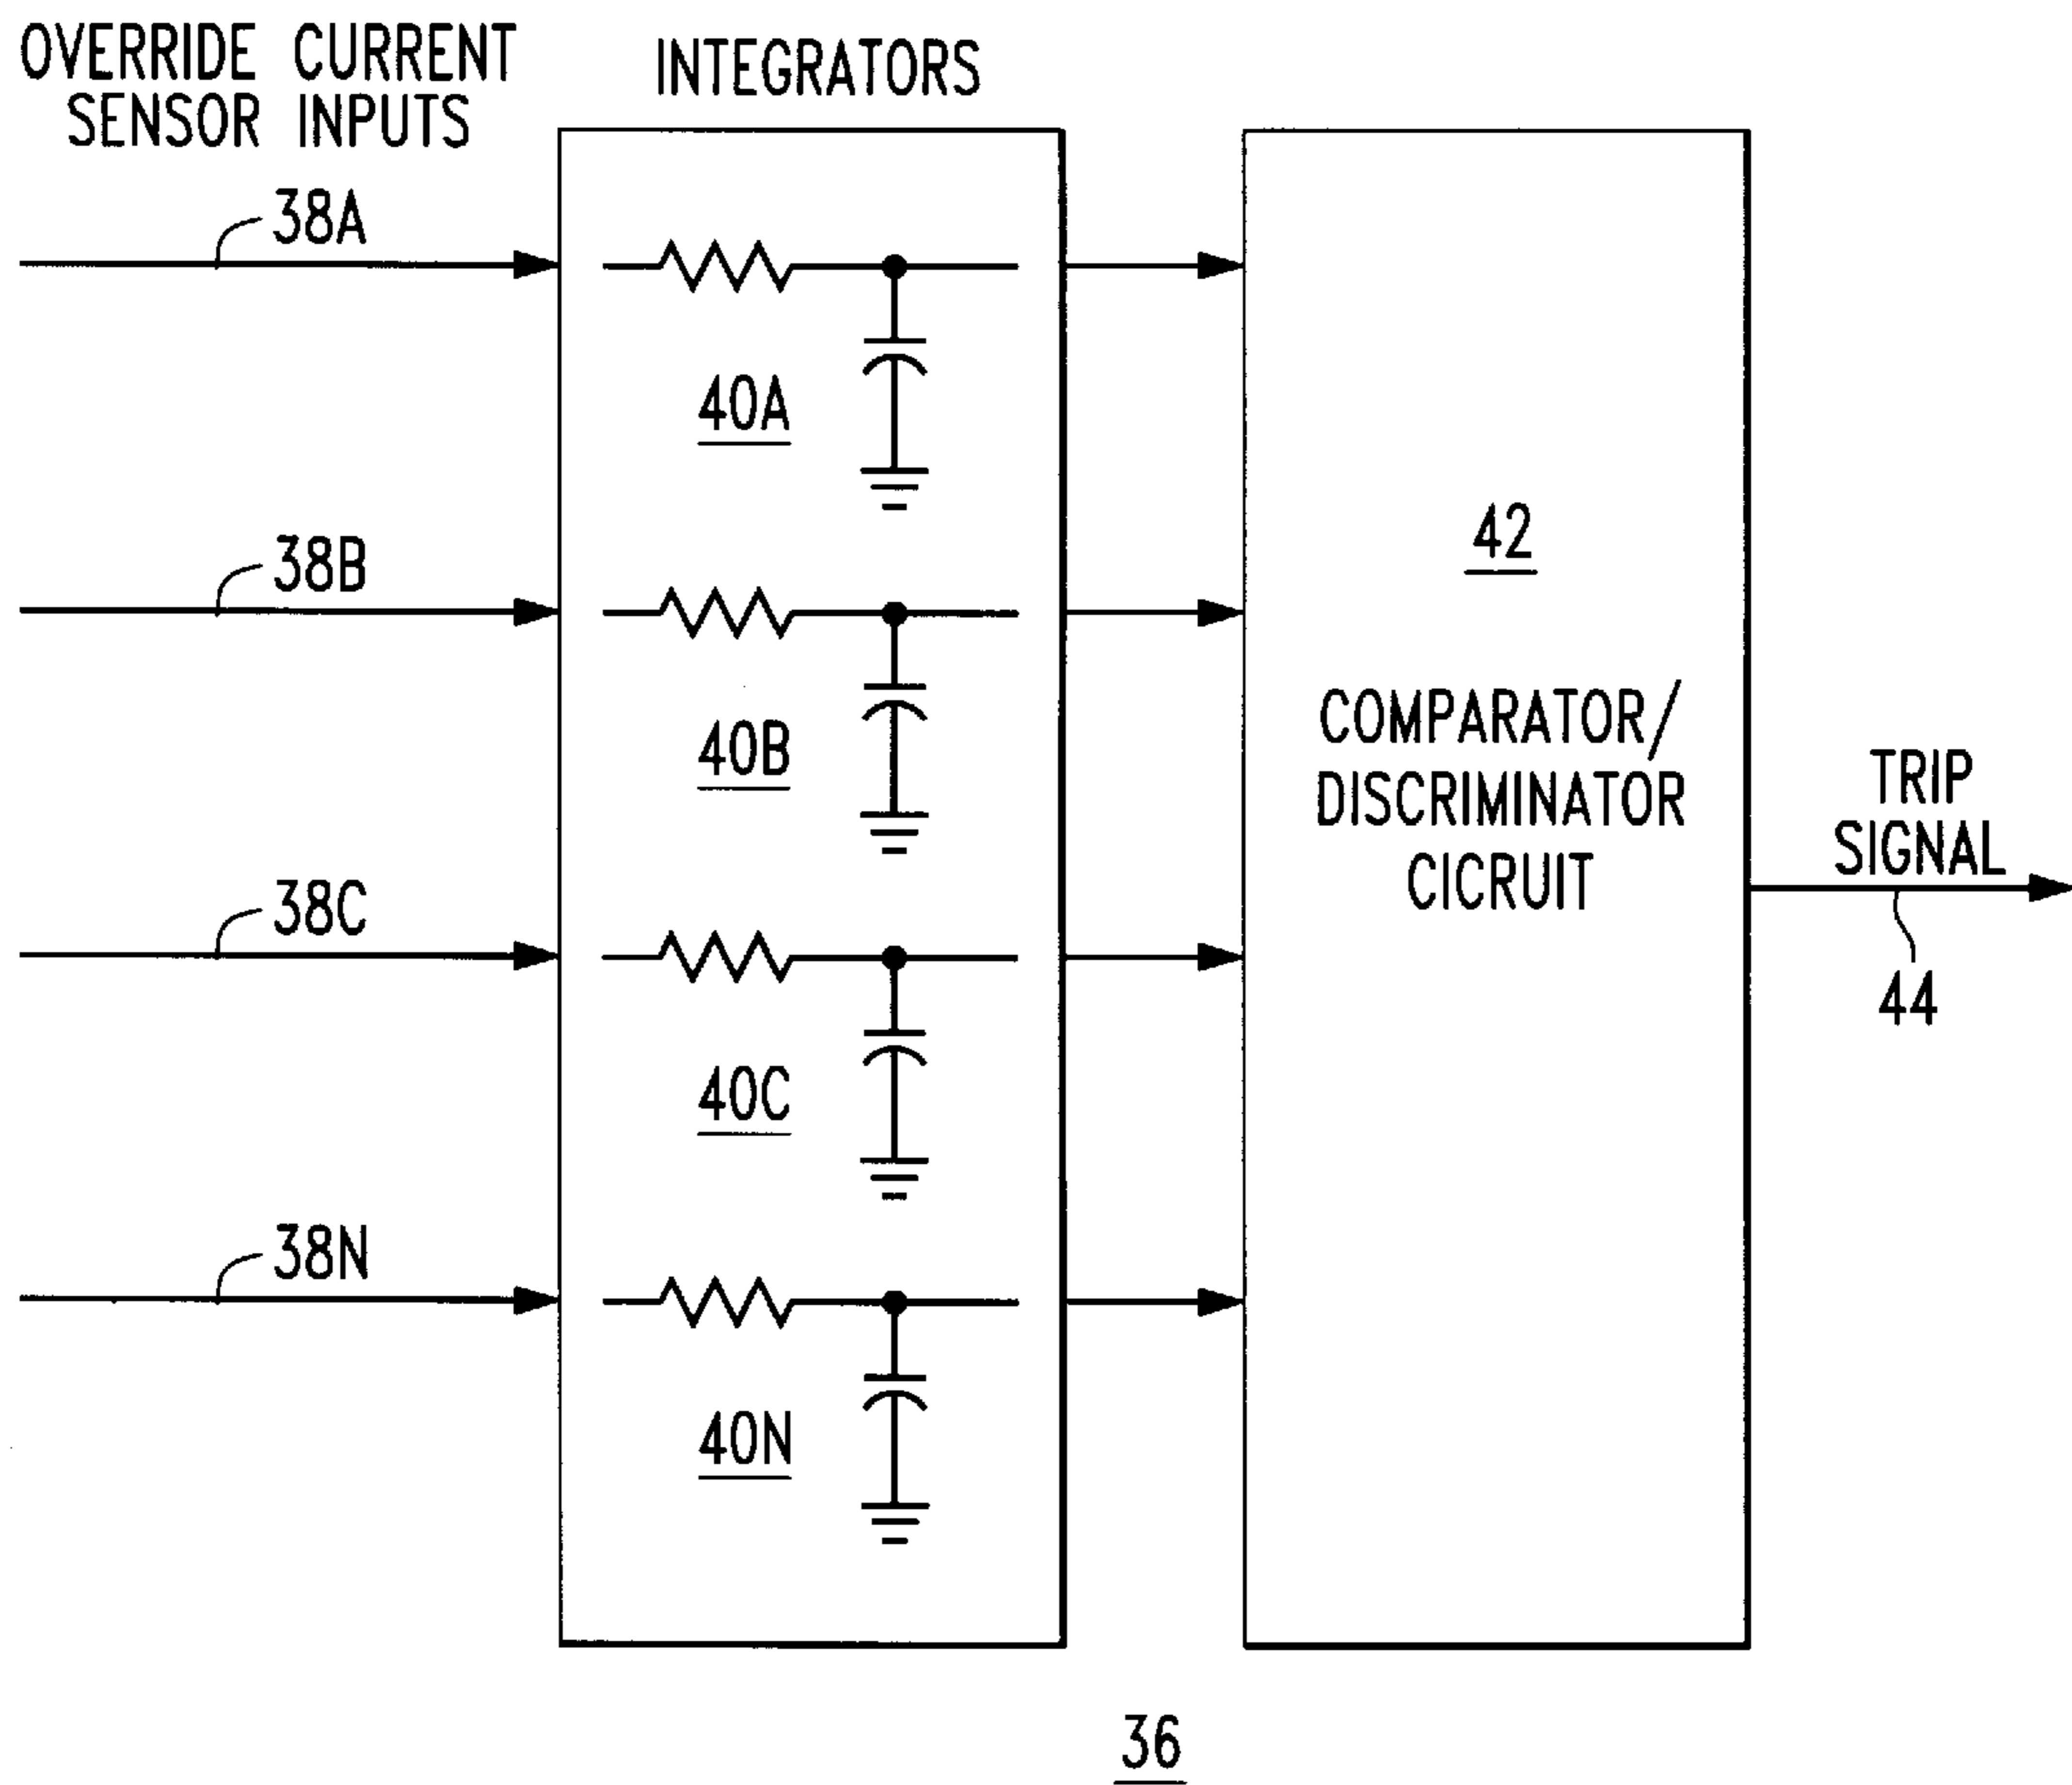 OVERRIDE CURRENT
SENSOR INPUTS
INTEGRATORS
38A
40A
38B
40B
38C
40C
38N
40N
42
COMPARATOR/
DISCRIMINATOR
CICRUIT
TRIP
SIGNAL
44
36